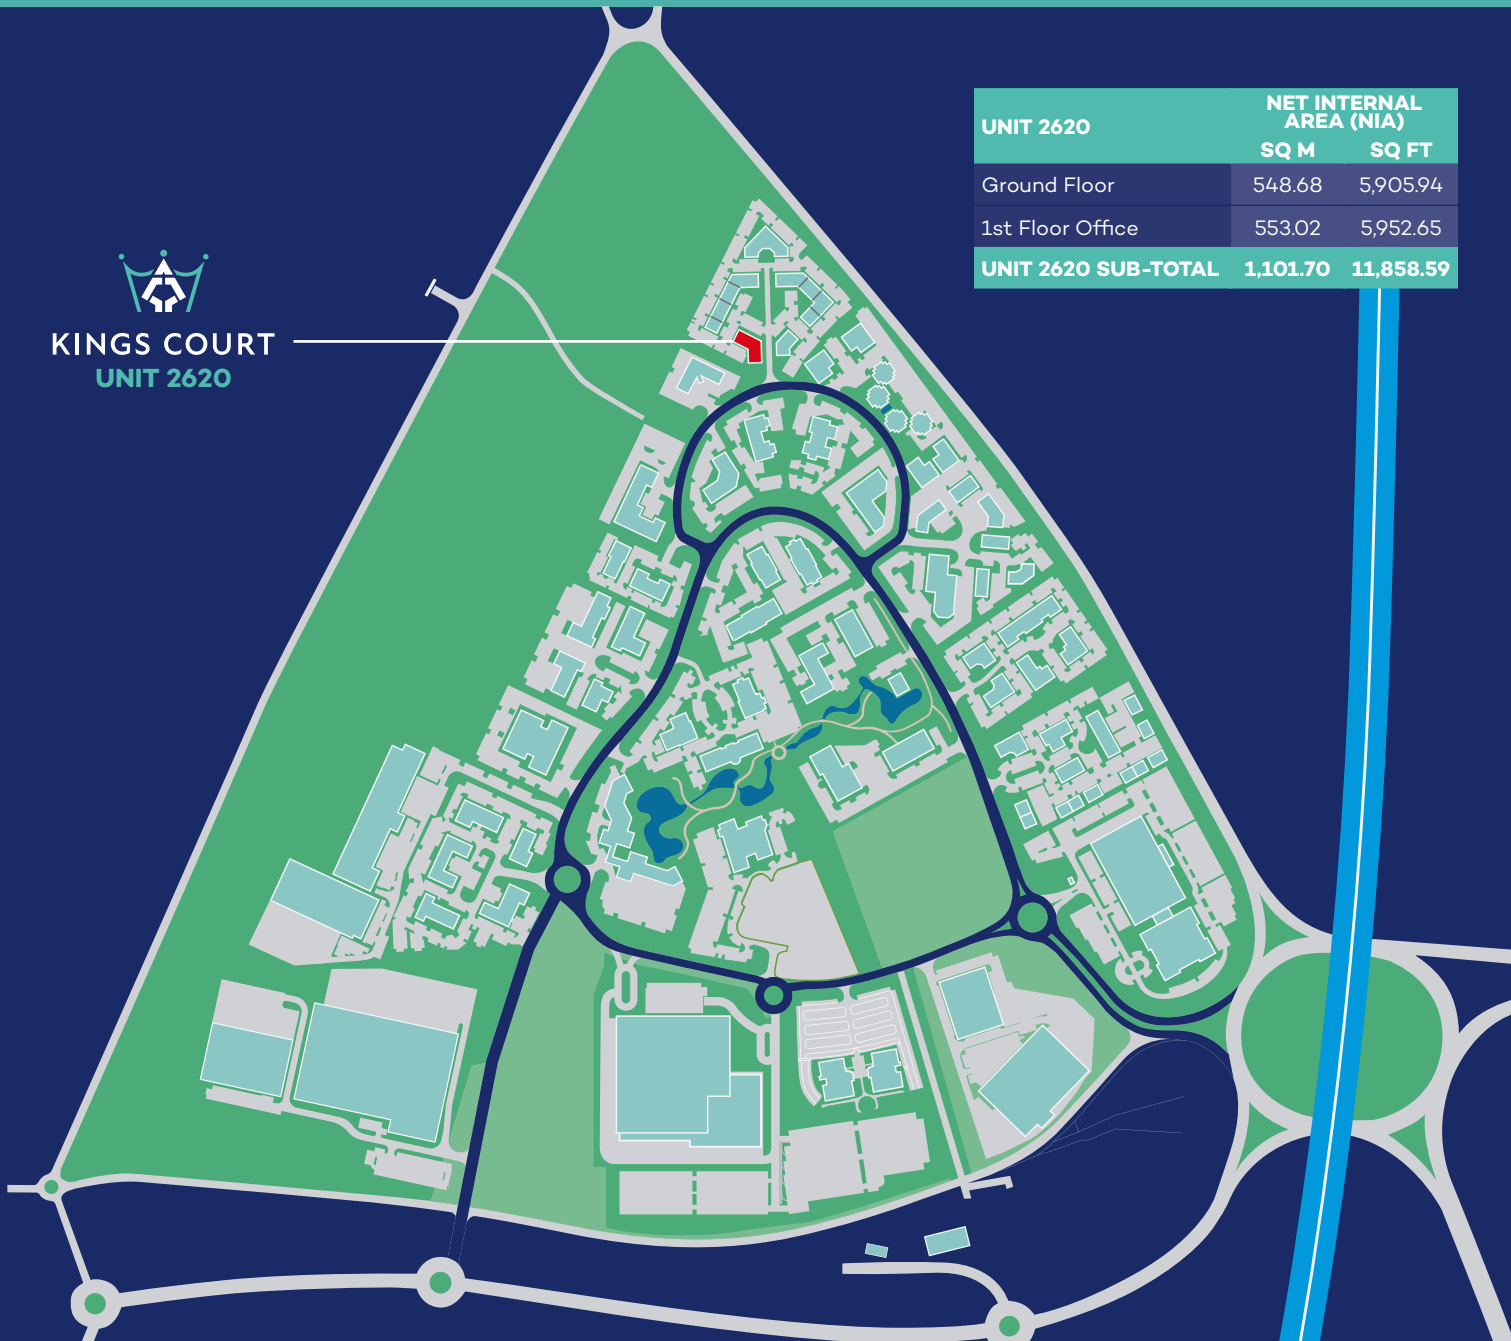 UNIT 2620
NET INTERNAL
AREA (NIA)
SQ M SQ FT
Ground Floor 548.68 5,905.94
1st Floor Office 553.02 5,952.65
UNIT 2620 SUB-TOTAL 1,101.70 11,858.59
KINGS COURT
UNIT 2620